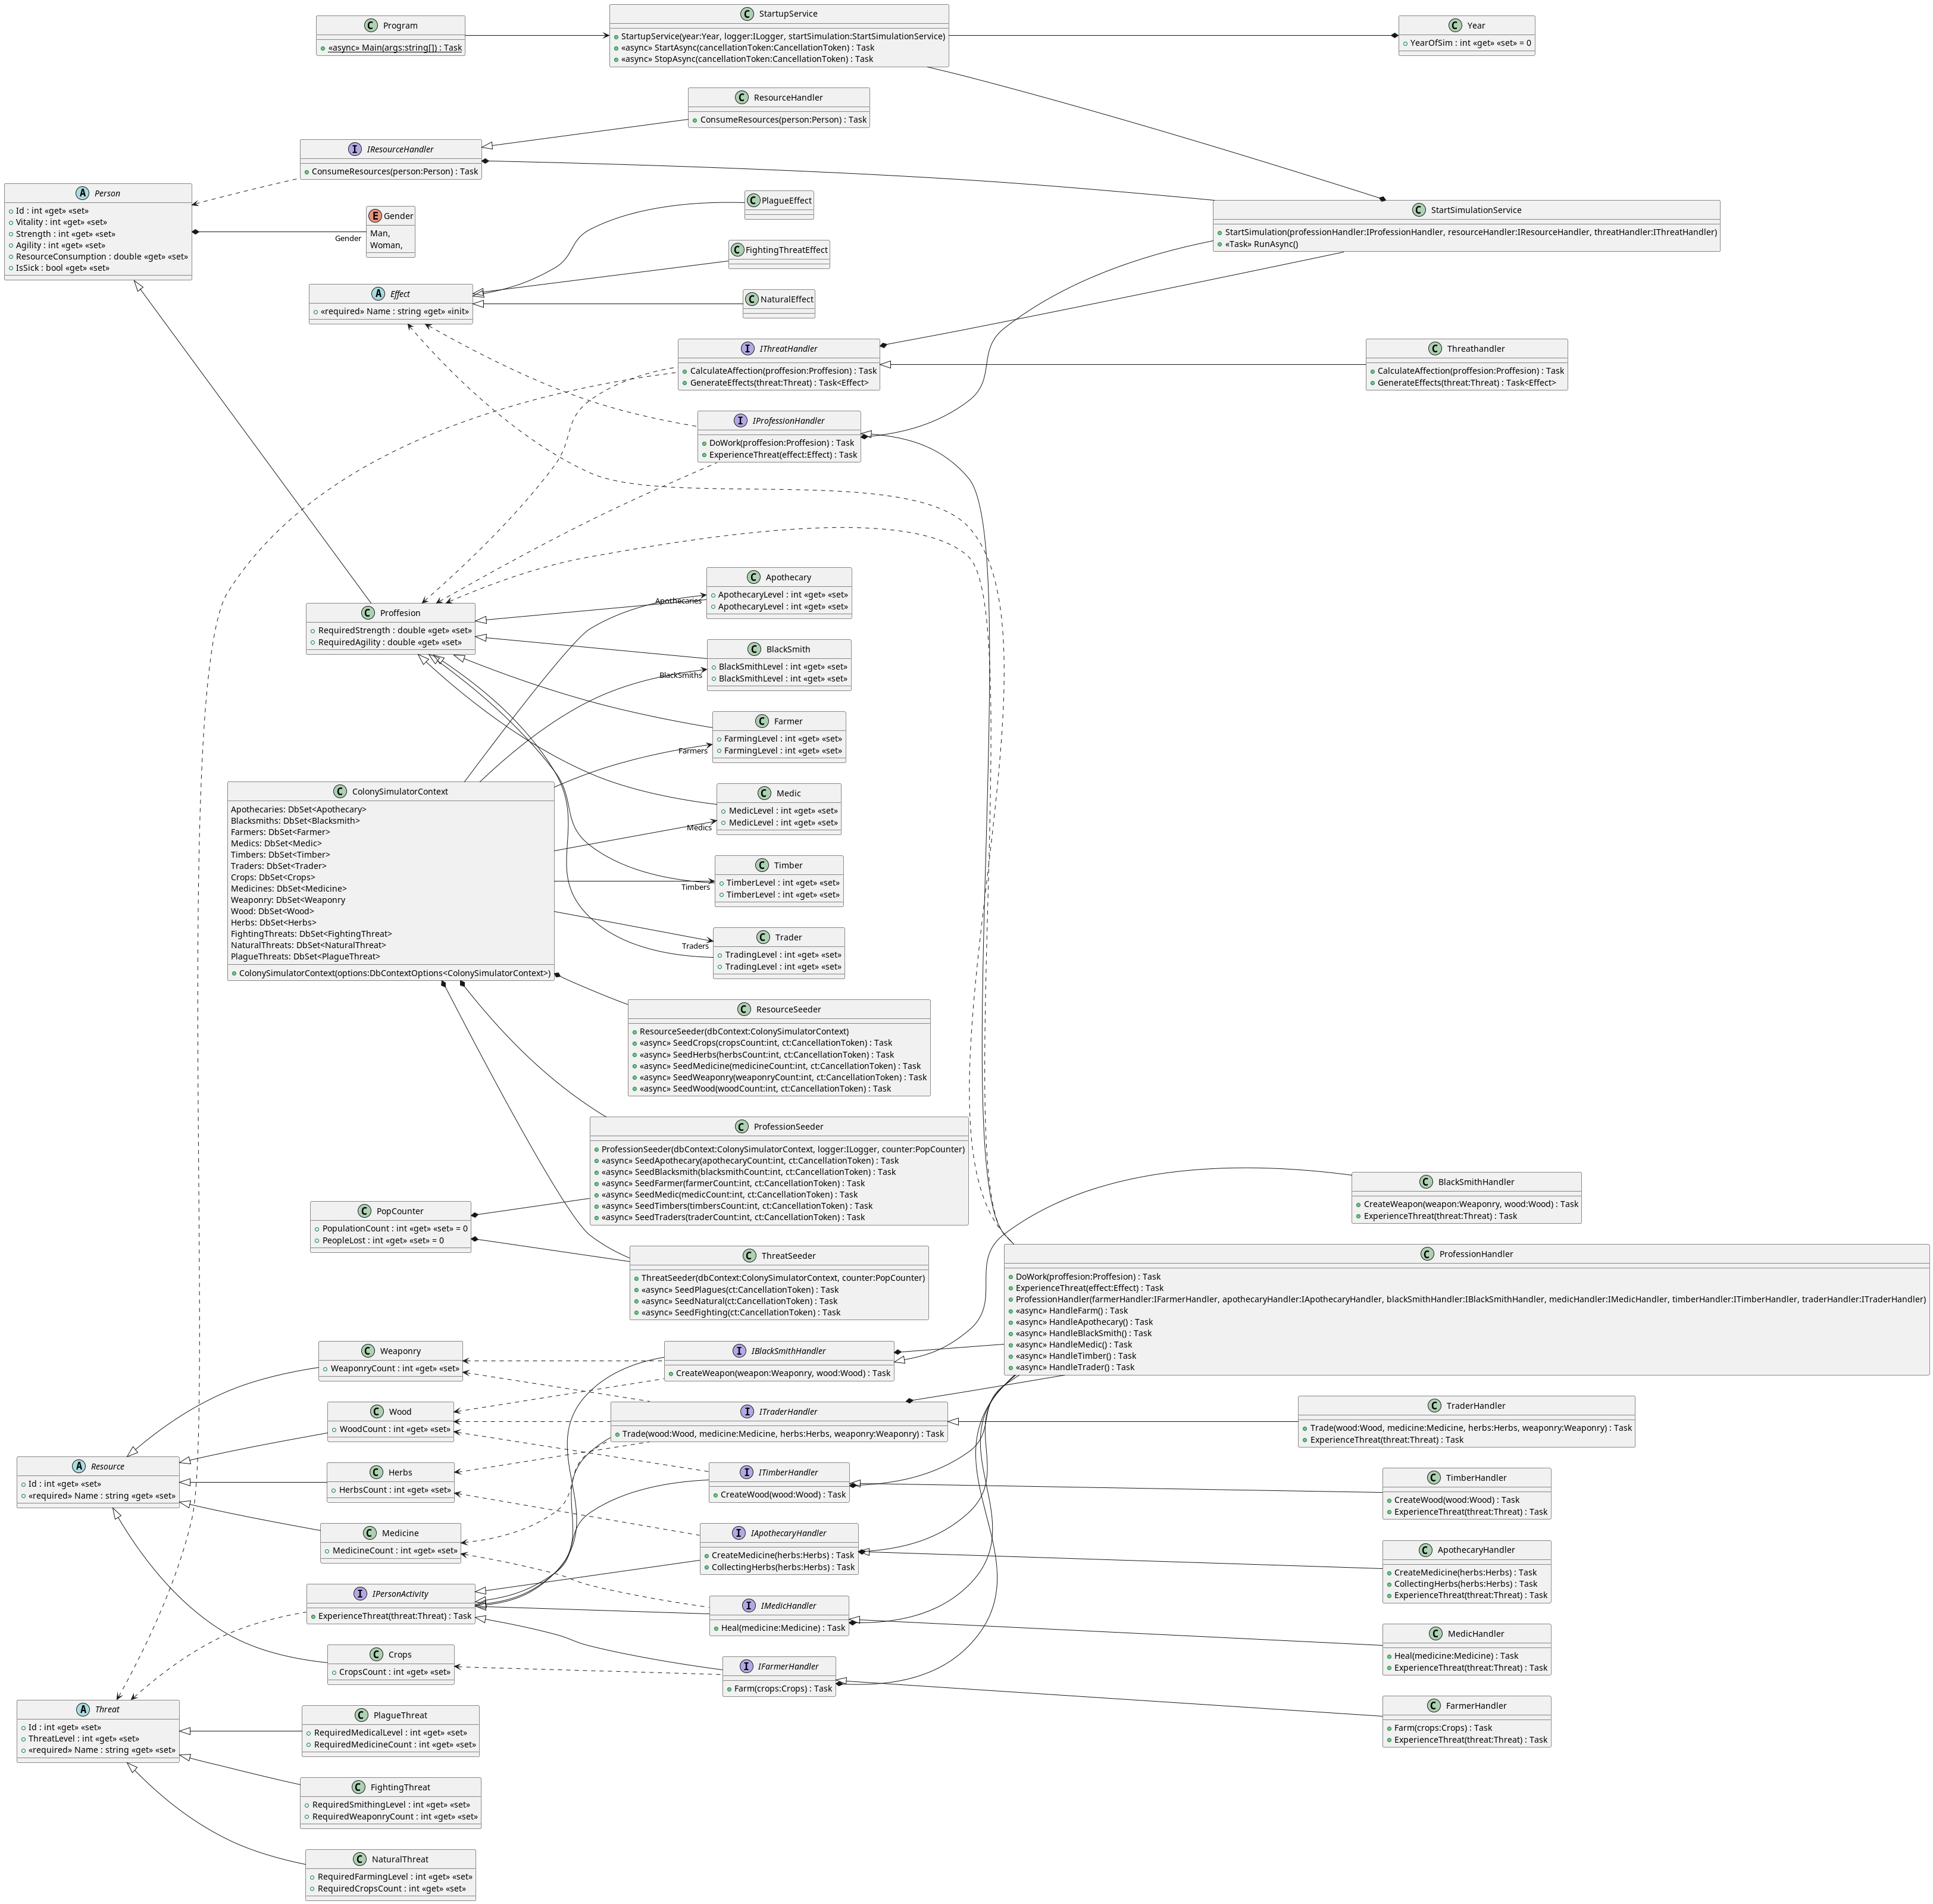 Program
«async» Main(args:string[]) : Task
StartupService
StartupService(year:Year, logger:ILogger, startSimulation:StartSimulationService)
«async» StartAsync(cancellationToken:CancellationToken) : Task
«async» StopAsync(cancellationToken:CancellationToken) : Task
Year
YearOfSim : int «get» «set» = 0
ResourceHandler
ConsumeResources(person:Person) : Task
IResourceHandler
ConsumeResources(person:Person) : Task
Person
Id : int «get» «set»
Vitality : int «get» «set»
Strength : int «get» «set»
Agility : int «get» «set»
ResourceConsumption : double «get» «set»
IsSick : bool «get» «set»
Gender
Gender
Man,
Woman,
PlagueEffect
FightingThreatEffect
NaturalEffect
StartSimulationService
StartSimulation(professionHandler:IProfessionHandler, resourceHandler:IResourceHandler, threatHandler:IThreatHandler)
«Task» RunAsync()
Effect
«required» Name : string «get» «init»
IThreatHandler
CalculateAffection(proffesion:Proffesion) : Task
GenerateEffects(threat:Threat) : Task<Effect>
Threathandler
CalculateAffection(proffesion:Proffesion) : Task
GenerateEffects(threat:Threat) : Task<Effect>
IProfessionHandler
DoWork(proffesion:Proffesion) : Task
ExperienceThreat(effect:Effect) : Task
Proffesion
RequiredStrength : double «get» «set»
RequiredAgility : double «get» «set»
Apothecaries
Apothecary
ApothecaryLevel : int «get» «set»
ApothecaryLevel : int «get» «set»
BlackSmiths
BlackSmith
BlackSmithLevel : int «get» «set»
BlackSmithLevel : int «get» «set»
Farmers
Farmer
FarmingLevel : int «get» «set»
FarmingLevel : int «get» «set»
Medics
Medic
MedicLevel : int «get» «set»
MedicLevel : int «get» «set»
Timbers
Timber
TimberLevel : int «get» «set»
TimberLevel : int «get» «set»
Traders
Trader
TradingLevel : int «get» «set»
TradingLevel : int «get» «set»
ColonySimulatorContext
Apothecaries: DbSet<Apothecary>
Blacksmiths: DbSet<Blacksmith>
Farmers: DbSet<Farmer>
Medics: DbSet<Medic>
Timbers: DbSet<Timber>
Traders: DbSet<Trader>
Crops: DbSet<Crops>
Medicines: DbSet<Medicine>
Weaponry: DbSet<Weaponry
Wood: DbSet<Wood>
Herbs: DbSet<Herbs>
FightingThreats: DbSet<FightingThreat>
NaturalThreats: DbSet<NaturalThreat>
PlagueThreats: DbSet<PlagueThreat>
ColonySimulatorContext(options:DbContextOptions<ColonySimulatorContext>)
ResourceSeeder
ResourceSeeder(dbContext:ColonySimulatorContext)
«async» SeedCrops(cropsCount:int, ct:CancellationToken) : Task
«async» SeedHerbs(herbsCount:int, ct:CancellationToken) : Task
«async» SeedMedicine(medicineCount:int, ct:CancellationToken) : Task
«async» SeedWeaponry(weaponryCount:int, ct:CancellationToken) : Task
«async» SeedWood(woodCount:int, ct:CancellationToken) : Task
ProfessionSeeder
ProfessionSeeder(dbContext:ColonySimulatorContext, logger:ILogger, counter:PopCounter)
«async» SeedApothecary(apothecaryCount:int, ct:CancellationToken) : Task
«async» SeedBlacksmith(blacksmithCount:int, ct:CancellationToken) : Task
«async» SeedFarmer(farmerCount:int, ct:CancellationToken) : Task
«async» SeedMedic(medicCount:int, ct:CancellationToken) : Task
«async» SeedTimbers(timbersCount:int, ct:CancellationToken) : Task
«async» SeedTraders(traderCount:int, ct:CancellationToken) : Task
PopCounter
PopulationCount : int «get» «set» = 0
PeopleLost : int «get» «set» = 0
ThreatSeeder
ThreatSeeder(dbContext:ColonySimulatorContext, counter:PopCounter)
«async» SeedPlagues(ct:CancellationToken) : Task
«async» SeedNatural(ct:CancellationToken) : Task
«async» SeedFighting(ct:CancellationToken) : Task
BlackSmithHandler
CreateWeapon(weapon:Weaponry, wood:Wood) : Task
ExperienceThreat(threat:Threat) : Task
ProfessionHandler
DoWork(proffesion:Proffesion) : Task
ExperienceThreat(effect:Effect) : Task
ProfessionHandler(farmerHandler:IFarmerHandler, apothecaryHandler:IApothecaryHandler, blackSmithHandler:IBlackSmithHandler, medicHandler:IMedicHandler, timberHandler:ITimberHandler, traderHandler:ITraderHandler)
«async» HandleFarm() : Task
«async» HandleApothecary() : Task
«async» HandleBlackSmith() : Task
«async» HandleMedic() : Task
«async» HandleTimber() : Task
«async» HandleTrader() : Task
Weaponry
WeaponryCount : int «get» «set»
IBlackSmithHandler
CreateWeapon(weapon:Weaponry, wood:Wood) : Task
Wood
WoodCount : int «get» «set»
ITraderHandler
Trade(wood:Wood, medicine:Medicine, herbs:Herbs, weaponry:Weaponry) : Task
TraderHandler
Trade(wood:Wood, medicine:Medicine, herbs:Herbs, weaponry:Weaponry) : Task
ExperienceThreat(threat:Threat) : Task
Resource
Id : int «get» «set»
«required» Name : string «get» «set»
Herbs
HerbsCount : int «get» «set»
ITimberHandler
CreateWood(wood:Wood) : Task
TimberHandler
CreateWood(wood:Wood) : Task
ExperienceThreat(threat:Threat) : Task
Medicine
MedicineCount : int «get» «set»
IApothecaryHandler
CreateMedicine(herbs:Herbs) : Task
CollectingHerbs(herbs:Herbs) : Task
ApothecaryHandler
CreateMedicine(herbs:Herbs) : Task
CollectingHerbs(herbs:Herbs) : Task
ExperienceThreat(threat:Threat) : Task
IPersonActivity
ExperienceThreat(threat:Threat) : Task
IMedicHandler
Heal(medicine:Medicine) : Task
MedicHandler
Heal(medicine:Medicine) : Task
ExperienceThreat(threat:Threat) : Task
Crops
CropsCount : int «get» «set»
IFarmerHandler
Farm(crops:Crops) : Task
FarmerHandler
Farm(crops:Crops) : Task
ExperienceThreat(threat:Threat) : Task
Threat
Id : int «get» «set»
ThreatLevel : int «get» «set»
«required» Name : string «get» «set»
PlagueThreat
RequiredMedicalLevel : int «get» «set»
RequiredMedicineCount : int «get» «set»
FightingThreat
RequiredSmithingLevel : int «get» «set»
RequiredWeaponryCount : int «get» «set»
NaturalThreat
RequiredFarmingLevel : int «get» «set»
RequiredCropsCount : int «get» «set»